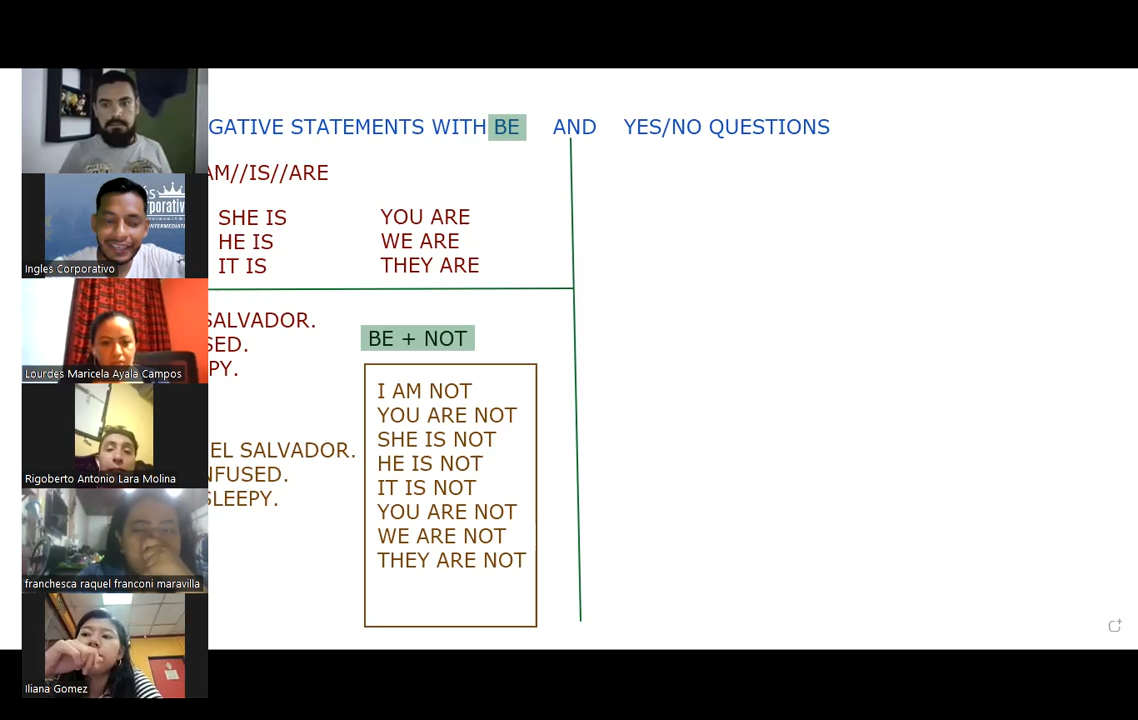 GATIVE STATEMENTS WITH BE AND YES/NO QUESTIONS
AM//IS//ARE
SHE IS
HE IS
IT IS
YOU ARE
WE ARE
THEY ARE
SALVADOR.
SED.
PY.
BE + NOT
I AM NOT
YOU ARE NOT
SHE IS NOT
HE IS NOT
IT IS NOT
YOU ARE NOT
WE ARE NOT
THEY ARE NOT
EL SALVADOR.
NFUSED.
SLEEPY.
Ingles Corporativo
Lourdes Maricela Ayala Campos
Rigoberto Antonio Lara Molina
franchesca raquel franconi maravilla
Iliana Gomez